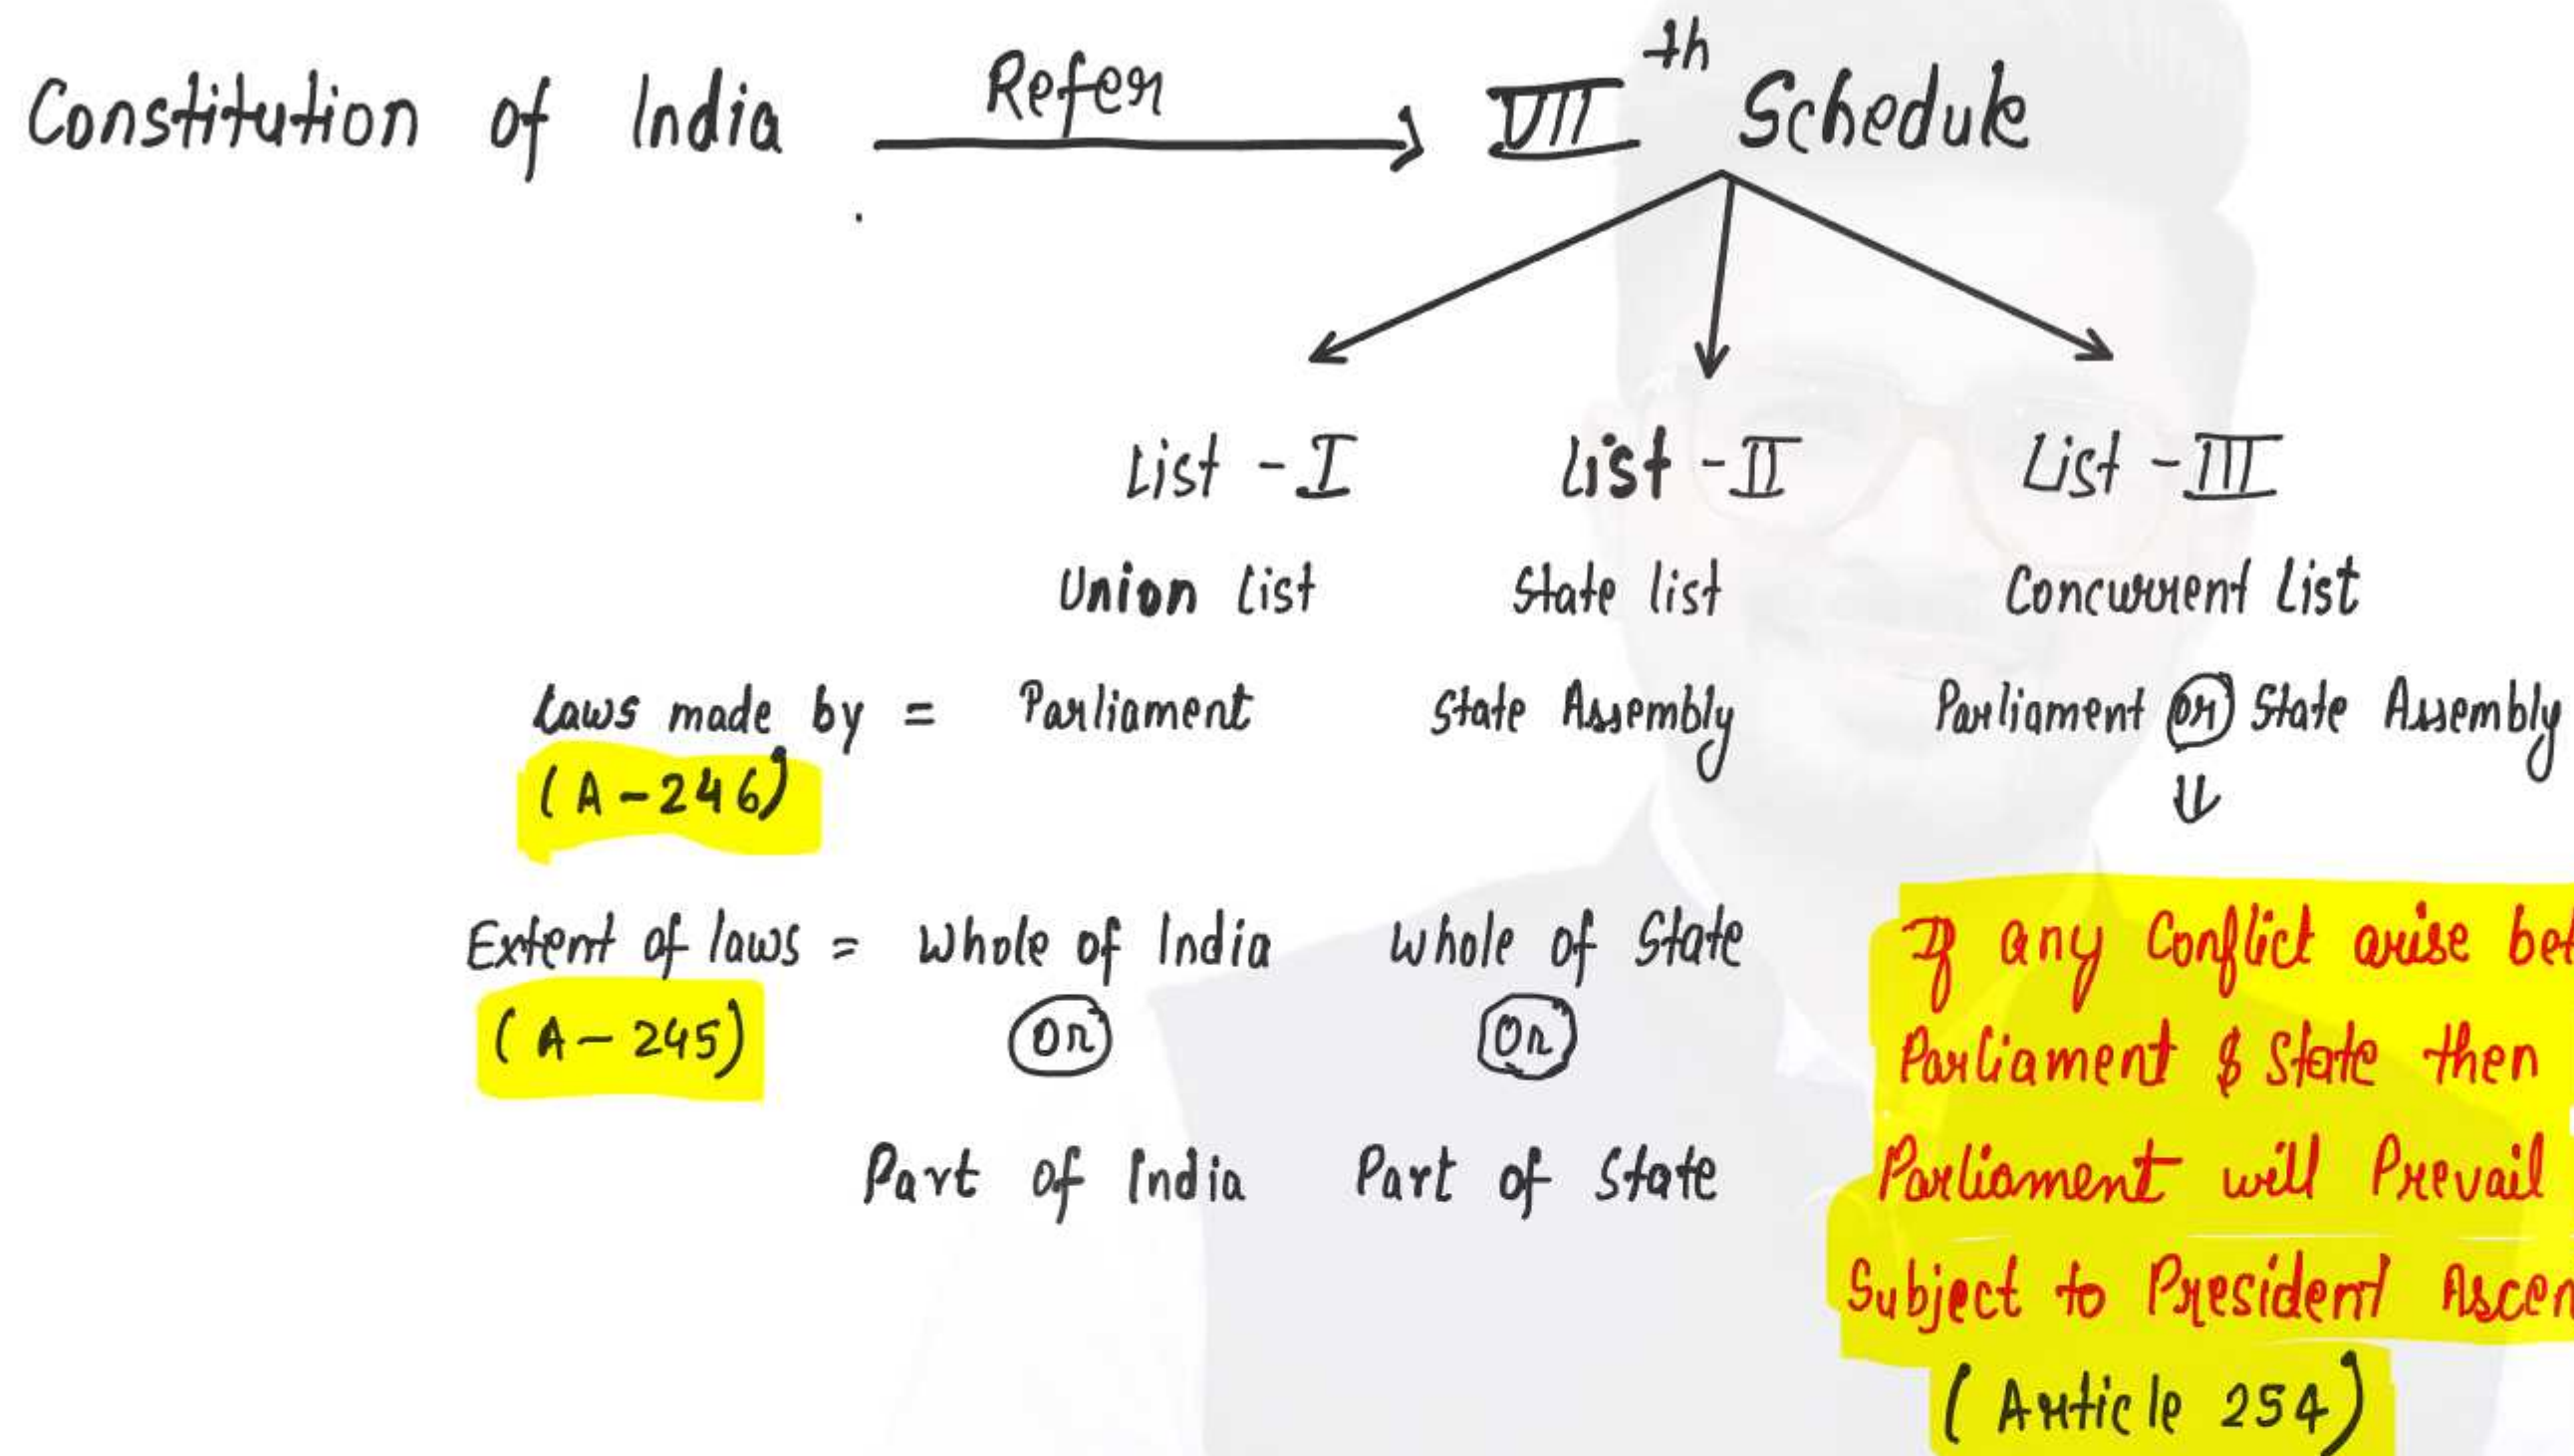 Constitution of India Refer VII th Schedule
List - I List - II List - III
Union List State list Concurrent List
Laws made by = Parliament State Assembly Parliament or State Assembly
(A - 246)
Extent of laws = Whole of India Whole of State If any Conflict arise
(A - 245) or or Parliament & State then
Part of India Part of State Parliament will Prevail
Subject to President
(Article 254)